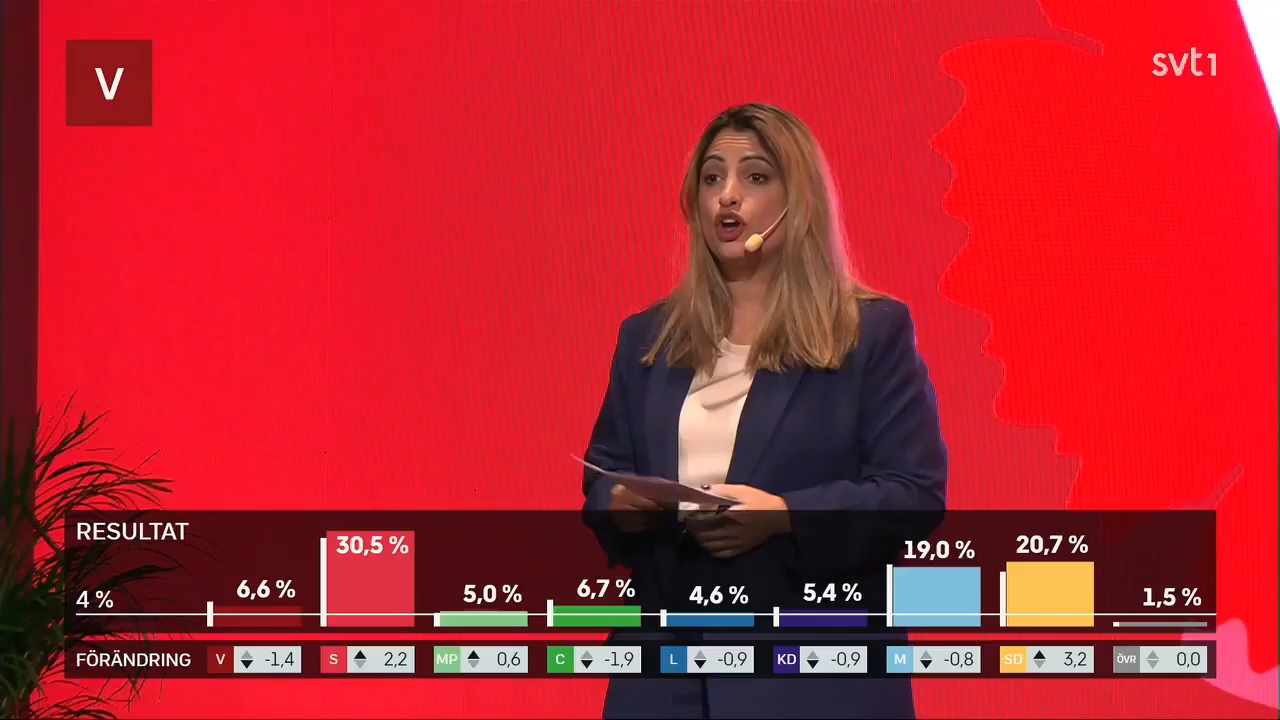 V
svt1
RESULTAT
6,6 % 30,5 % 5,0 % 6,7 % 4,6 % 5,4 % 19,0 % 20,7 % 1,5 %
4 %
FÖRÄNDRING V -1,4 S 2,2 MP 0,6 C -1,9 L -0,9 KD -0,9 M -0,8 SD 3,2 ÖVR 0,0